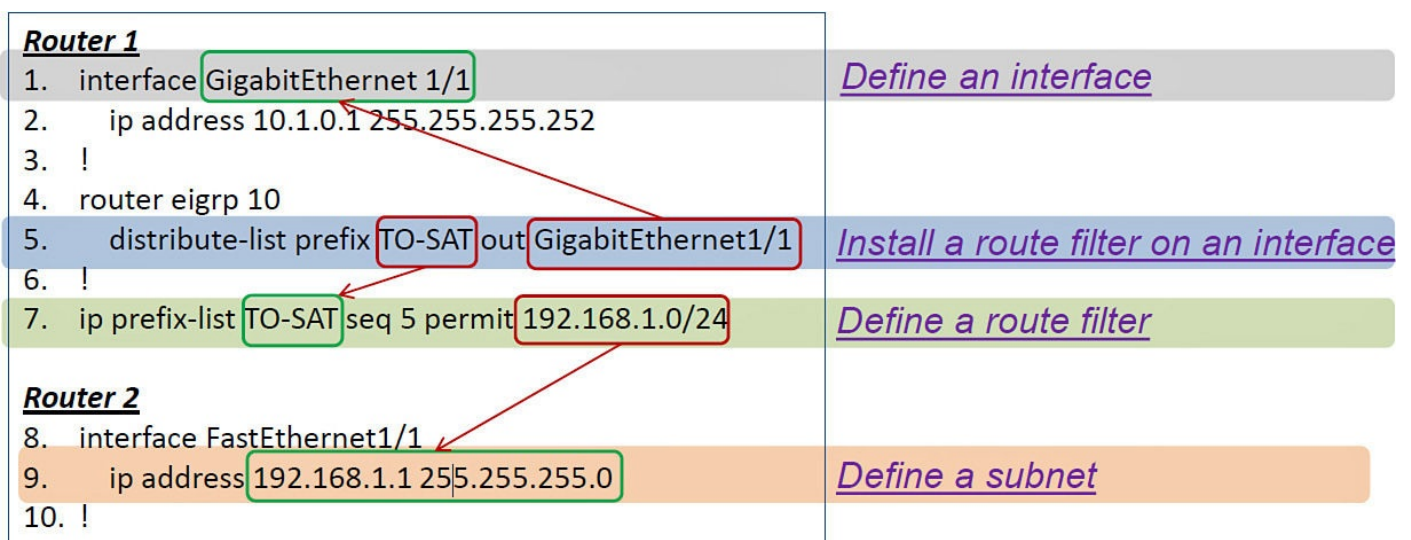 Router 1
1. interface GigabitEthernet 1/1 Define an interface
2. ip address 10.1.0.1 255.255.255.252
3. !
4. router eigrp 10
5. distribute-list prefix TO-SAT out GigabitEthernet1/1 Install a route filter on an interface
6. !
7. ip prefix-list TO-SAT seq 5 permit 192.168.1.0/24 Define a route filter
Router 2
8. interface FastEthernet1/1
9. ip address 192.168.1.1 255.255.255.0 Define a subnet
10. !